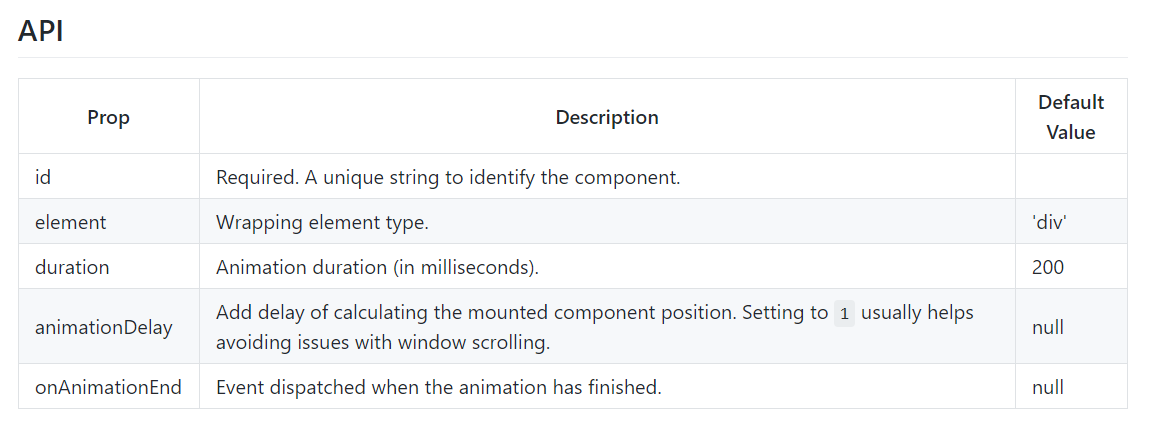 API
Prop Description Default
Value
id Required. A unique string to identify the component.
element Wrapping element type. 'div'
duration Animation duration (in milliseconds). 200
animationDelay Add delay of calculating the mounted component position. Setting to 1 usually helps
avoiding issues with window scrolling. null
onAnimationEnd Event dispatched when the animation has finished. null